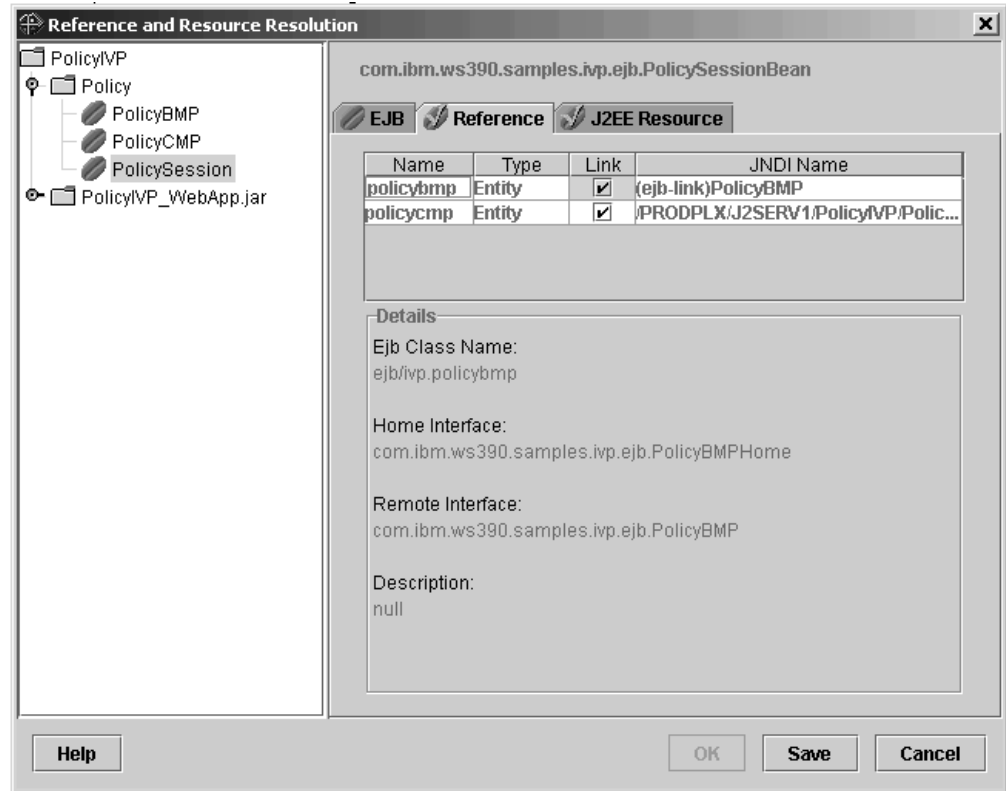 Reference and Resource Resolution
PolicyIVP
Policy
PolicyBMP
PolicyCMP
PolicySession
PolicyIVP_WebApp.jar
com.ibm.ws390.samples.ivp.ejb.PolicySessionBean
EJB Reference J2EE Resource
Name Type Link JNDI Name
policybmp Entity (ejb-link)PolicyBMP
policycmp Entity /PRODPLX/J2SERV1/PolicyIVP/Polic...
Details
Ejb Class Name:
ejb/ivp.policybmp
Home Interface:
com.ibm.ws390.samples.ivp.ejb.PolicyBMPHome
Remote Interface:
com.ibm.ws390.samples.ivp.ejb.PolicyBMP
Description:
null
Help OK Save Cancel